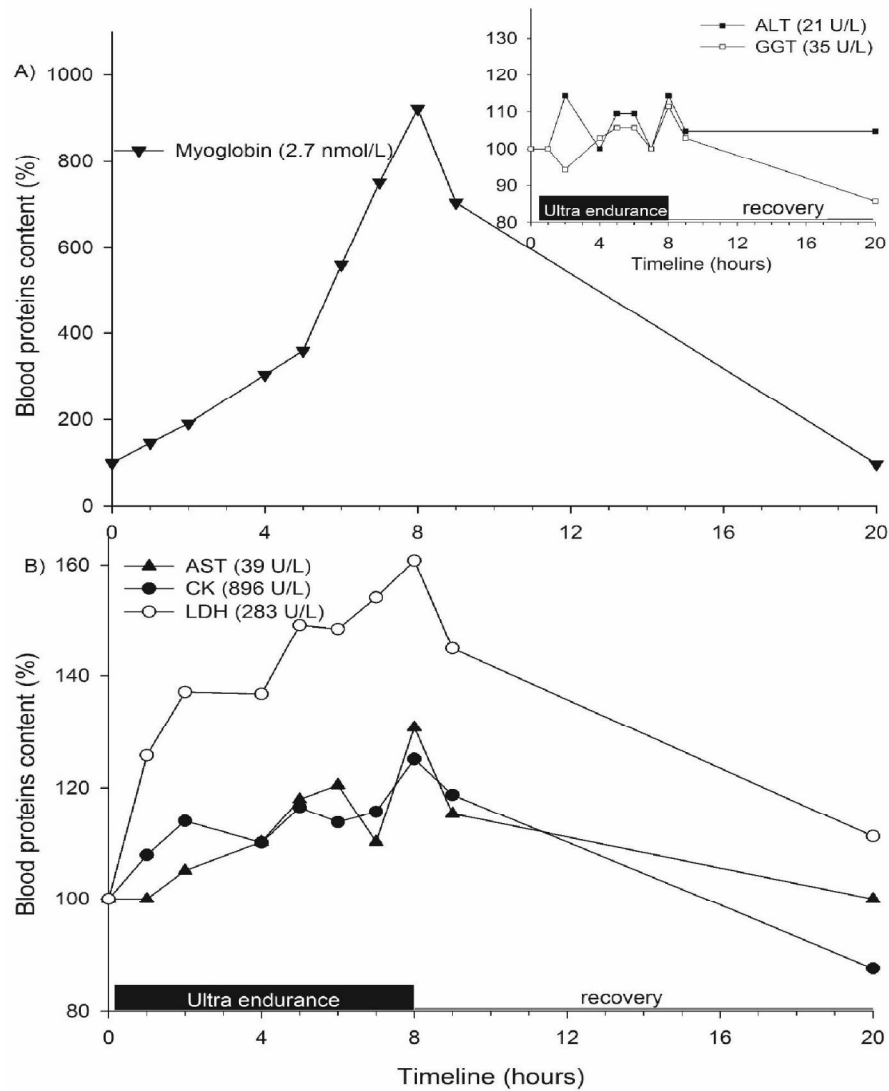 A)
Blood proteins content (%)
1000
800
600
400
200
0
Myoglobin (2.7 nmol/L)
0 4 8 12 16 20
ALT (21 U/L)
GGT (35 U/L)
130
120
110
100
90
80
Ultra endurance recovery
0 4 8 12 16 20
Timeline (hours)
B)
Blood proteins content (%)
160
140
120
100
80
AST (39 U/L)
CK (896 U/L)
LDH (283 U/L)
Ultra endurance recovery
0 4 8 12 16 20
Timeline (hours)